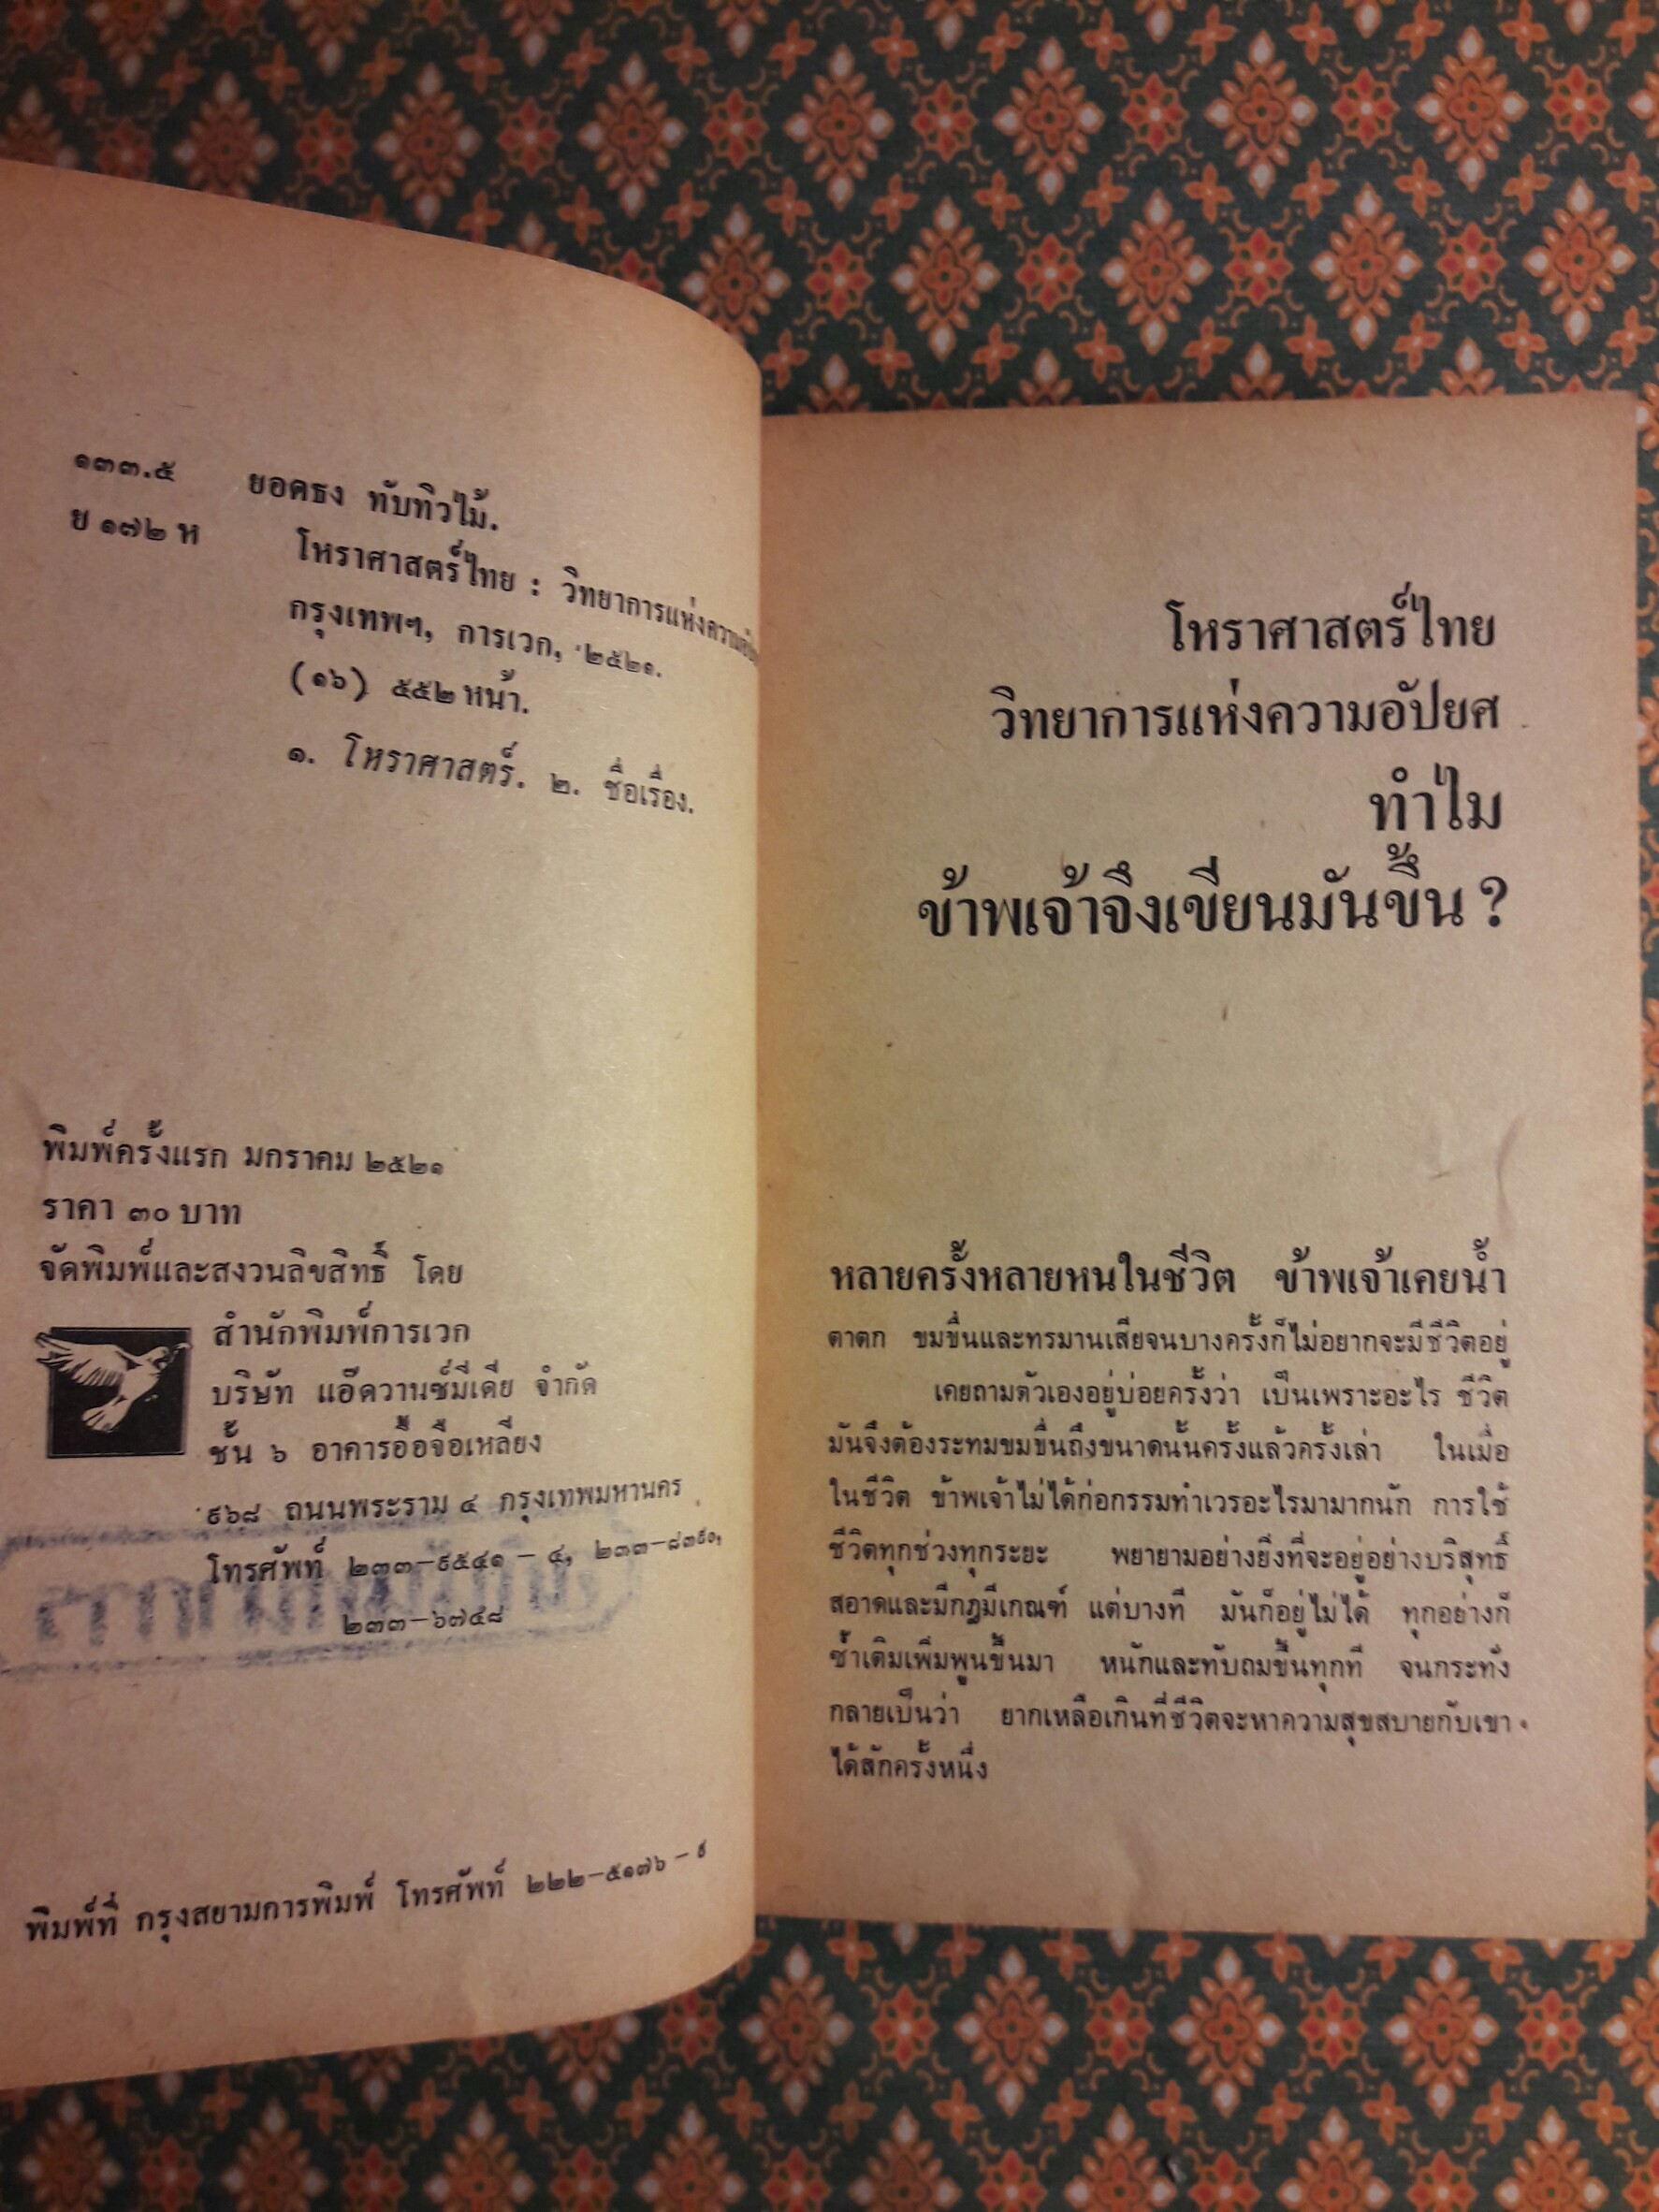 ๑๓๓.๕ ยอดธง ทับทิวไม้.
ย ๑๗๒ ห โหราศาสตร์ไทย : วิทยาการแห่งความอัปย
กรุงเทพฯ, การเวก, ๒๕๒๑.
(๑๖) ๕๕๒ หน้า.
๑. โหราศาสตร์. ๒. ชื่อเรื่อง.
พิมพ์ครั้งแรก มกราคม ๒๕๒๑
ราคา ๓๐ บาท
จัดพิมพ์และสงวนลิขสิทธิ์ โดย
สำนักพิมพ์การเวก
บริษัท แอ๊ดวานซ์มีเดีย จำกัด
ชั้น ๖ อาคารอื้อจือเหลียง
๙๖๘ ถนนพระราม ๔ กรุงเทพมหานคร
โทรศัพท์ ๒๓๓-๙๕๔๑ - ๔, ๒๓๓-๘๓๙๐,
๒๓๓-๖๗๔๘
พิมพ์ที่ กรุงสยามการพิมพ์ โทรศัพท์ ๒๒๒-๕๑๗๖ - ๙
โหราศาสตร์ไทย
วิทยาการแห่งความอัปยศ
ทำไม
ข้าพเจ้าจึงเขียนมันขึ้น ?
หลายครั้งหลายหนในชีวิต ข้าพเจ้าเคยน้ำ
ตาตก ขมขื่นและทรมานเสียจนบางครั้งก็ไม่อยากจะมีชีวิตอยู่
เคยถามตัวเองอยู่บ่อยครั้งว่า เป็นเพราะอะไร ชีวิต
มันจึงต้องระทมขมขื่นถึงขนาดนั้นครั้งแล้วครั้งเล่า ในเมื่อ
ในชีวิต ข้าพเจ้าไม่ได้ก่อกรรมทำเวรอะไรมามากนัก การใช้
ชีวิตทุกช่วงทุกระยะ พยายามอย่างยิ่งที่จะอยู่อย่างบริสุทธิ์
สอาดและมีกฎมีเกณฑ์ แต่บางที มันก็อยู่ไม่ได้ ทุกอย่างก็
ซ้ำเติมเพิ่มพูนขึ้นมา หนักและทับถมขึ้นทุกที จนกระทั่ง
กลายเป็นว่า ยากเหลือเกินที่ชีวิตจะหาความสุขสบายกับเขา
ได้สักครั้งหนึ่ง